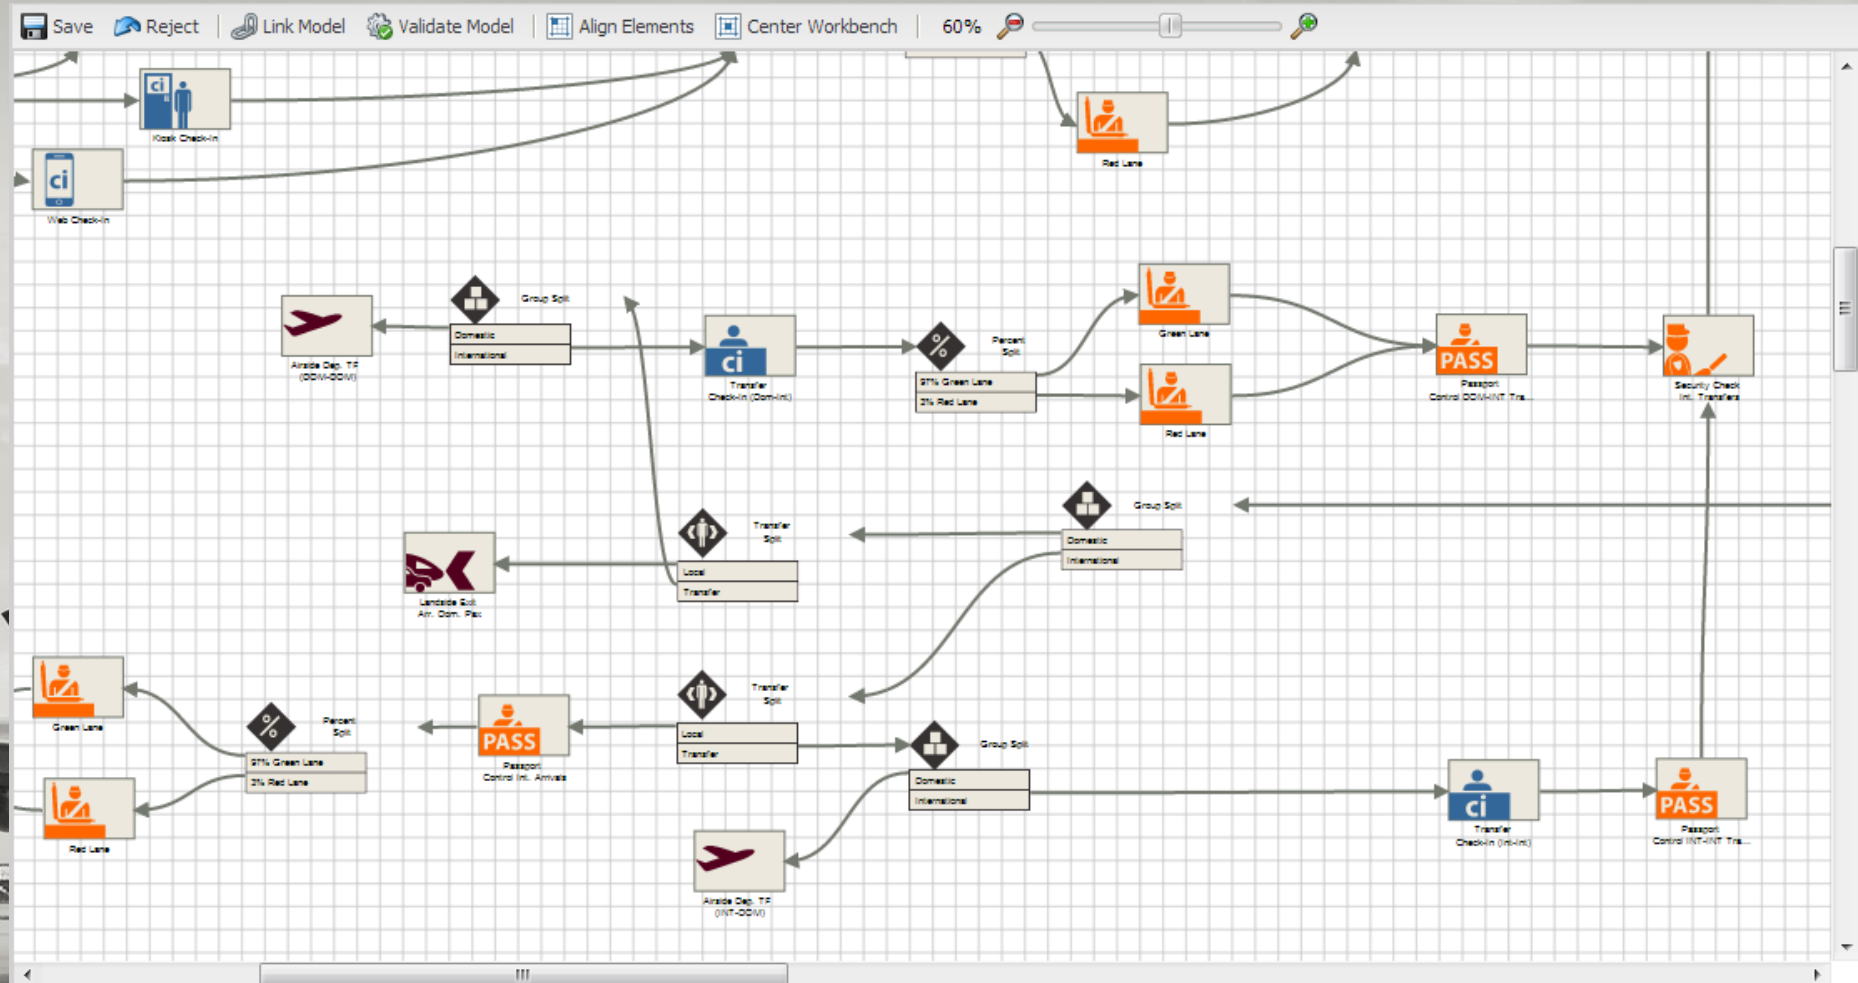 Save Reject Link Model Validate Model Align Elements Center Workbench 60%
ci
Kiosk Check-In
ci
Web Check-In
Red Lane
Airside Dep. TF
(DOM-DOM)
Group Split
Domestic
International
ci
Transfer
Check-In (Dom-Int)
%
Percent
Split
97% Green Lane
3% Red Lane
Green Lane
Red Lane
PASS
Passport
Control DOM-INT Tra...
Security Check
Int. Transfers
Group Split
Domestic
International
Transfer
Split
Local
Transfer
Landside Exit
Arr. Dom. Pax
Green Lane
Red Lane
%
Percent
Split
97% Green Lane
3% Red Lane
PASS
Passport
Control Int. Arrivals
Transfer
Split
Local
Transfer
Group Split
Domestic
International
Airside Dep. TF
(INT-DOM)
ci
Transfer
Check-In (Int-Int)
PASS
Passport
Control INT-INT Tra...